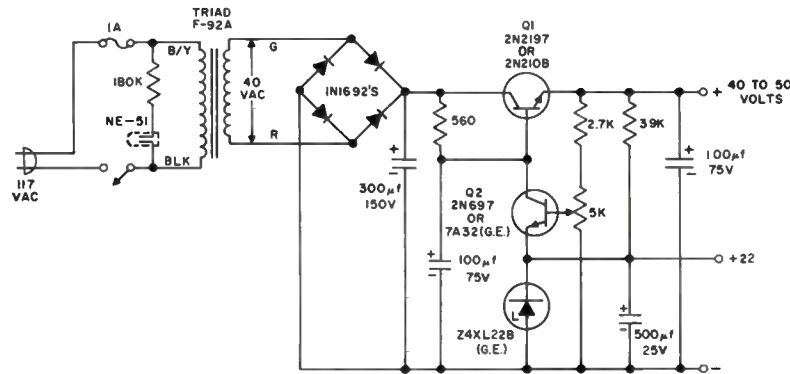 TRIAD
F-92A
1A
B/Y
G
180K
40
VAC
1N1692'S
NE-51
R
BLK
117
VAC
Q1
2N2197
OR
2N2108
+ 40 TO 50
VOLTS
560
2.7K
39K
+
-
300µf
150V
+
-
100µf
75V
Q2
2N697
OR
7A32(G.E.)
5K
+
-
100µf
75V
+22
L
Z4XL22B
(G.E.)
+
-
500µf
25V
-